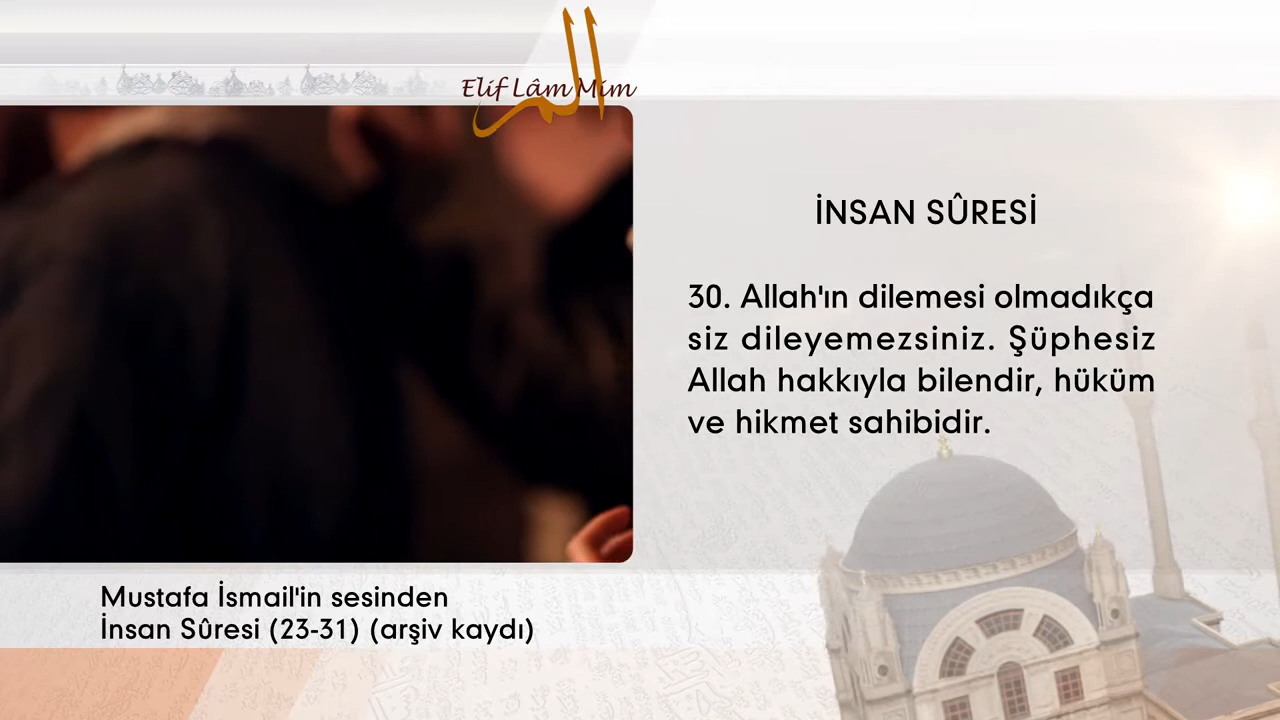 الم
Elif Lâm Mim
İNSAN SÛRESİ
30. Allah'ın dilemesi olmadıkça
siz dileyemezsiniz. Şüphesiz
Allah hakkıyla bilendir, hüküm
ve hikmet sahibidir.
Mustafa İsmail'in sesinden
İnsan Sûresi (23-31) (arşiv kaydı)